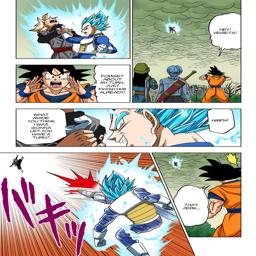 HEY!
VEGETA!
FORGET
ABOUT
MY TURN.
JUST
FINISH HIM
ALREADY!
HMPH!
WHAT
MADE YOU
THINK
I WAS
GONNA
LET YOU
HAVE A
TURN?
バキッ
THAT
JERK...